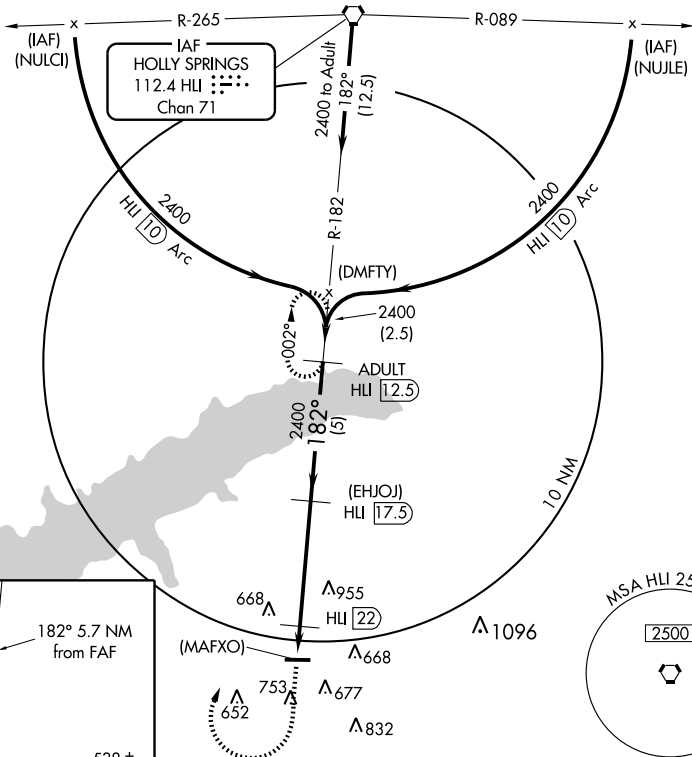 R-265
R-089
(IAF)
(NULCI)
(IAF)
(NUJLE)
IAF
HOLLY SPRINGS
112.4 HLI
Chan 71
2400 to Adult
182°
(12.5)
2400
HLI 10 Arc
2400
HLI 10 Arc
R-182
(DMFTY)
2400
(2.5)
002°
ADULT
HLI 12.5
2400
182°
(5)
(EHJOJ)
HLI 17.5
10 NM
955
668
HLI 22
1096
MSA HLI 25
2500
182° 5.7 NM
from FAF
(MAFXO)
668
753
677
652
832